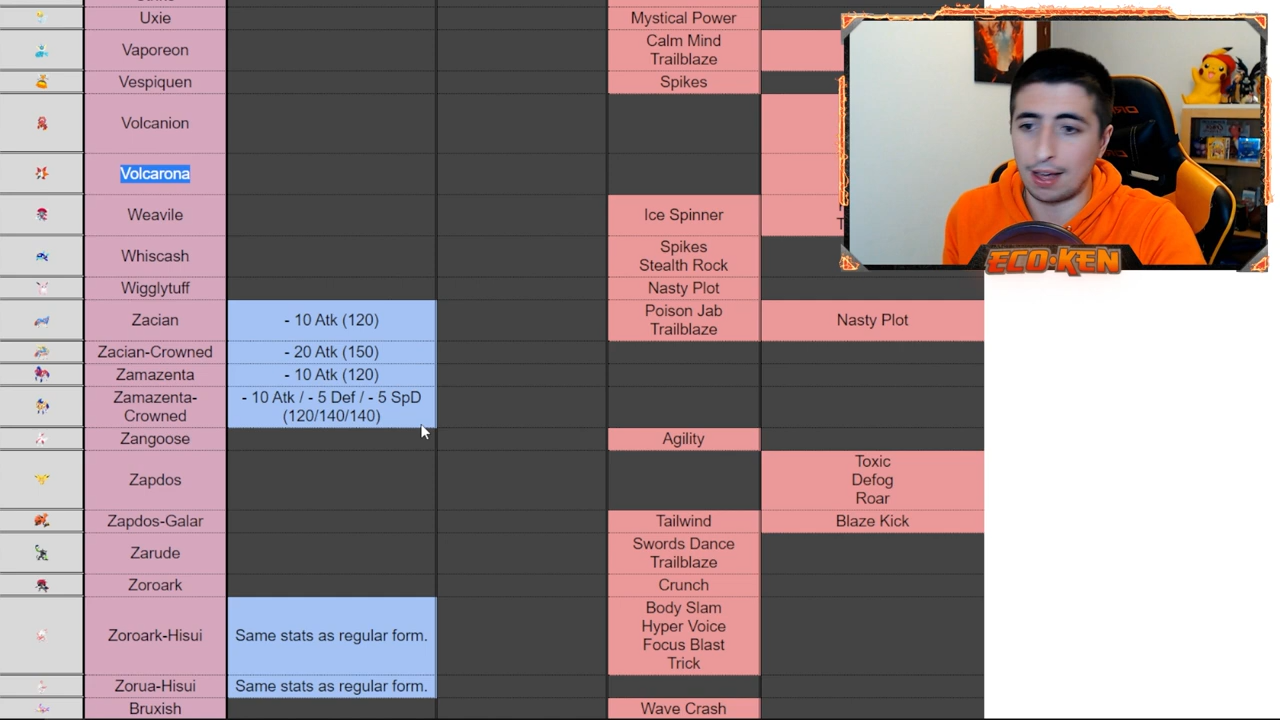 Uxie Mystical Power
Vaporeon Calm Mind
Trailblaze
Vespiquen Spikes
Volcanion
Volcarona
Weavile Ice Spinner
Whiscash Spikes
Stealth Rock
Wigglytuff Nasty Plot
Zacian - 10 Atk (120) Poison Jab
Trailblaze Nasty Plot
Zacian-Crowned - 20 Atk (150)
Zamazenta - 10 Atk (120)
Zamazenta-
Crowned - 10 Atk / - 5 Def / - 5 SpD
(120/140/140)
Zangoose Agility
Zapdos Toxic
Defog
Roar
Zapdos-Galar Tailwind Blaze Kick
Zarude Swords Dance
Trailblaze
Zoroark Crunch
Zoroark-Hisui Same stats as regular form. Body Slam
Hyper Voice
Focus Blast
Trick
Zorua-Hisui Same stats as regular form.
Bruxish Wave Crash
ECO·KEN